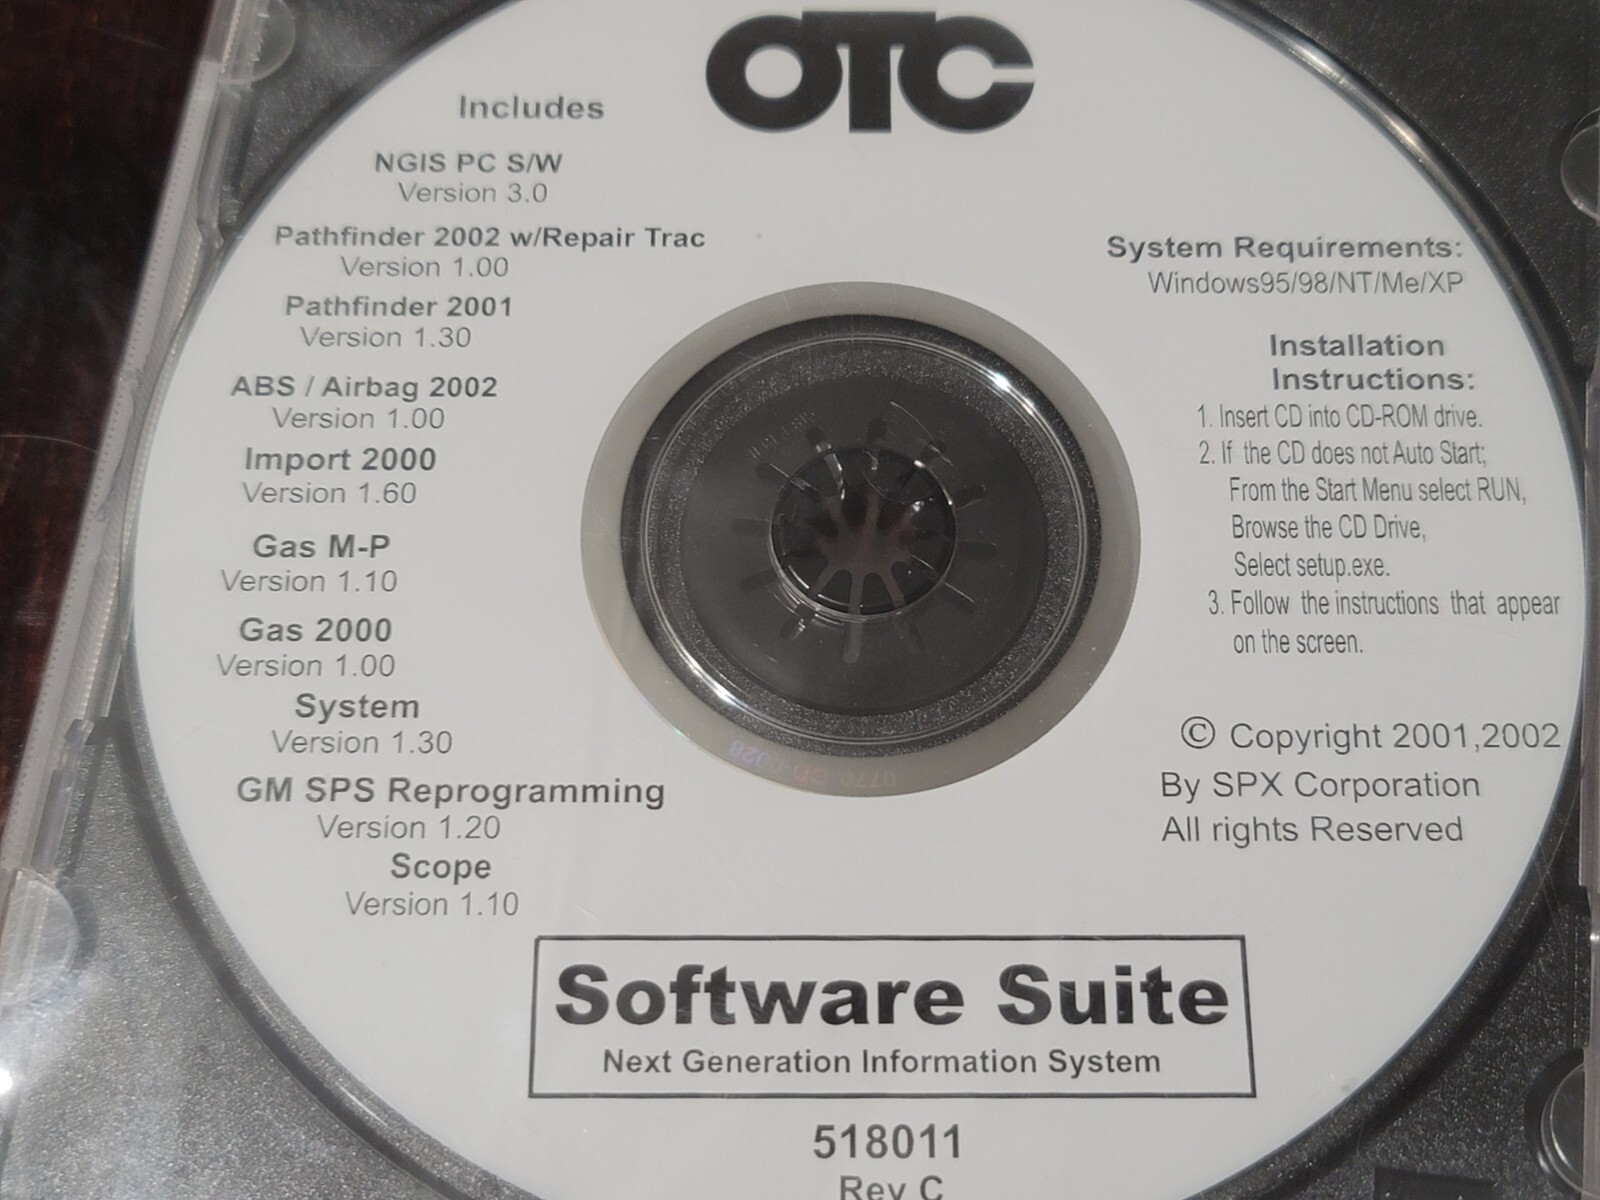 OTC
Includes
NGIS PC S/W
Version 3.0
Pathfinder 2002 w/Repair Trac
Version 1.00
Pathfinder 2001
Version 1.30
ABS / Airbag 2002
Version 1.00
Import 2000
Version 1.60
Gas M-P
Version 1.10
Gas 2000
Version 1.00
System
Version 1.30
GM SPS Reprogramming
Version 1.20
Scope
Version 1.10
System Requirements:
Windows95/98/NT/Me/XP
Installation
Instructions:
1. Insert CD into CD-ROM drive.
2. If the CD does not Auto Start;
From the Start Menu select RUN,
Browse the CD Drive,
Select setup.exe.
3. Follow the instructions that appear
on the screen.
© Copyright 2001,2002
By SPX Corporation
All rights Reserved
Software Suite
Next Generation Information System
518011
Rev C